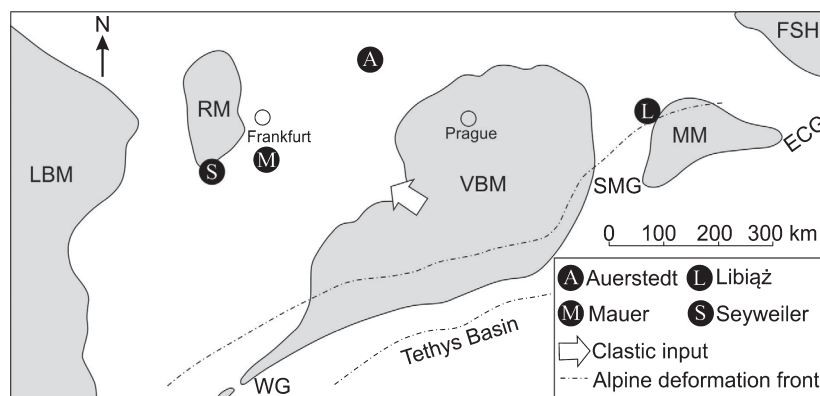 N
FSH
A
RM
Frankfurt
Prague
L
MM
ECG
LBM
S
M
VBM
SMG
0 100 200 300 km
A Auerstedt L Libiąż
M Mauer S Seyweiler
Clastic input
Alpine deformation front
Tethys Basin
WG